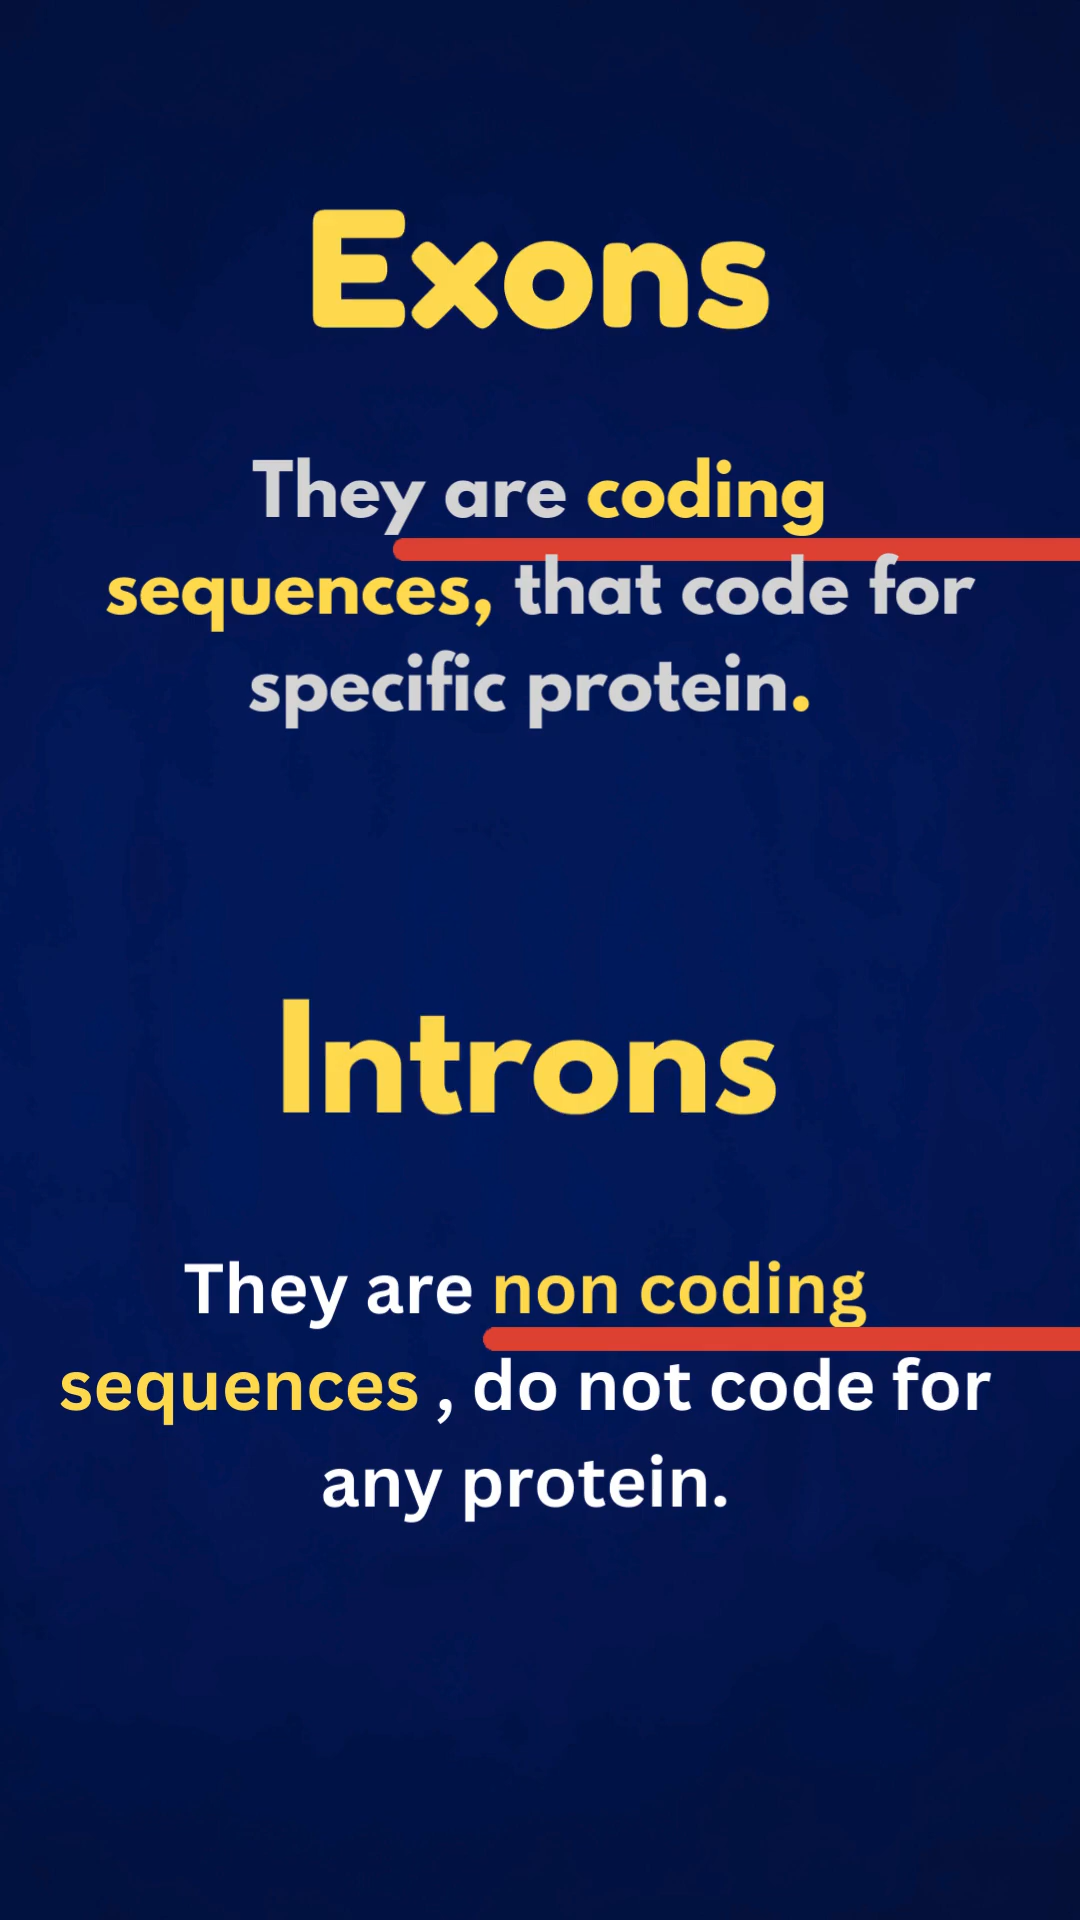 Exons
They are coding
sequences, that code for
specific protein.
Introns
They are non coding
sequences , do not code for
any protein.